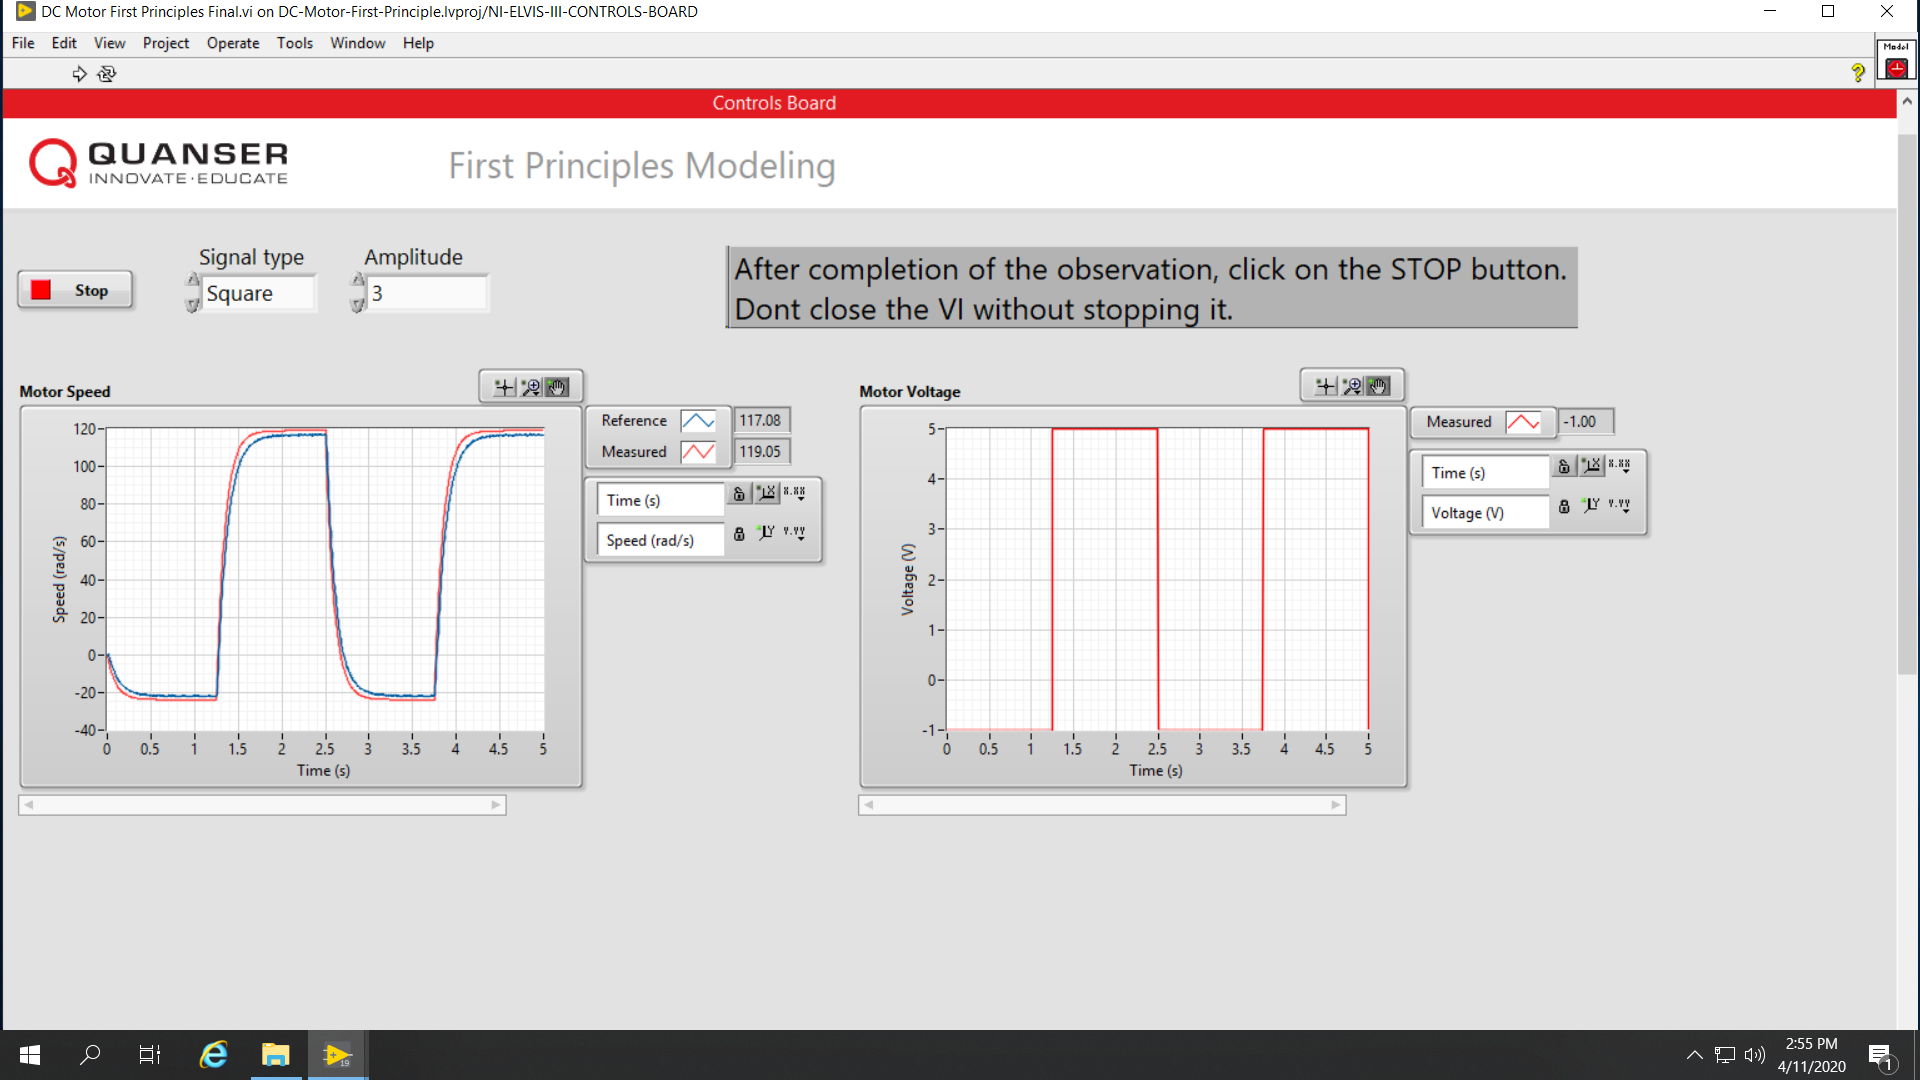 DC Motor First Principles Final.vi on DC-Motor-First-Principle.lvproj/NI-ELVIS-III-CONTROLS-BOARD
File Edit View Project Operate Tools Window Help
Model
Controls Board
QUANSER
INNOVATE·EDUCATE
First Principles Modeling
Stop
Signal type
Square
Amplitude
3
After completion of the observation, click on the STOP button.
Dont close the VI without stopping it.
Motor Speed
Reference 117.08
Measured 119.05
Time (s)
Speed (rad/s)
120
100
80
60
40
20
0
-20
-40
Speed (rad/s)
0 0.5 1 1.5 2 2.5 3 3.5 4 4.5 5
Time (s)
Motor Voltage
Measured -1.00
Time (s)
Voltage (V)
5
4
3
2
1
0
-1
Voltage (V)
0 0.5 1 1.5 2 2.5 3 3.5 4 4.5 5
Time (s)
19
2:55 PM
4/11/2020
1